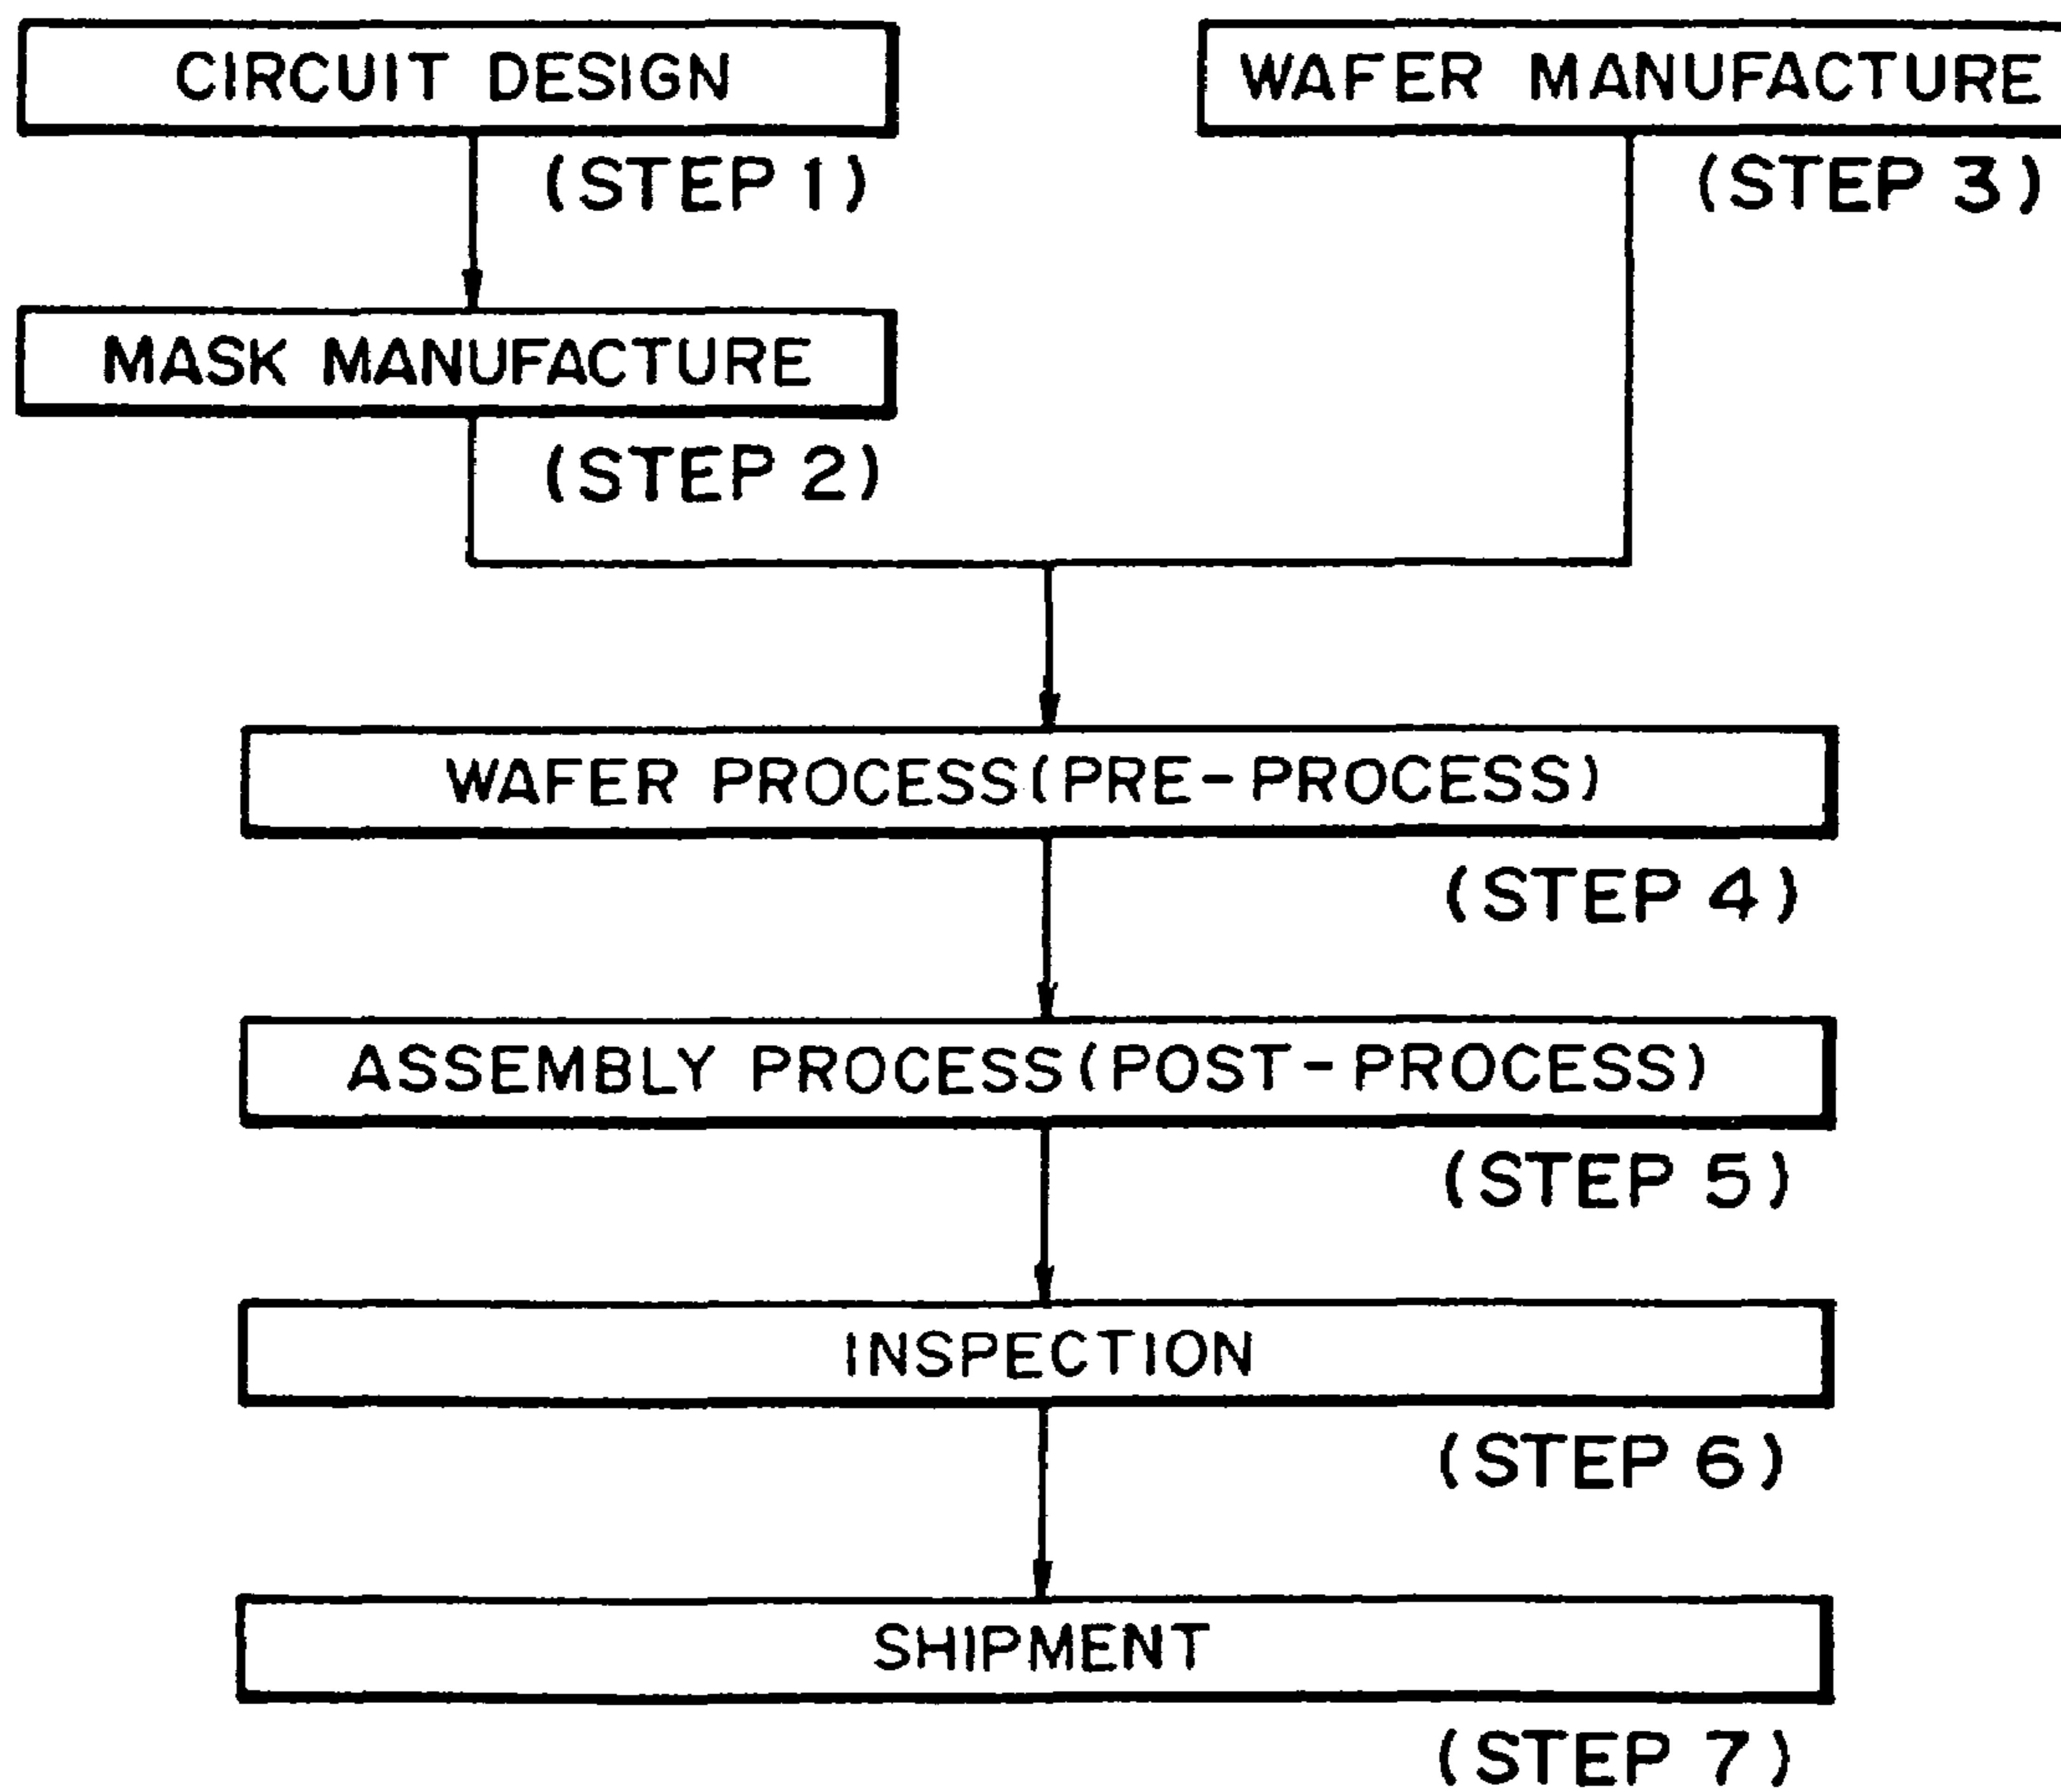 CIRCUIT DESIGN
(STEP 1)
WAFER MANUFACTURE
(STEP 3)
MASK MANUFACTURE
(STEP 2)
WAFER PROCESS(PRE-PROCESS)
(STEP 4)
ASSEMBLY PROCESS(POST-PROCESS)
(STEP 5)
INSPECTION
(STEP 6)
SHIPMENT
(STEP 7)